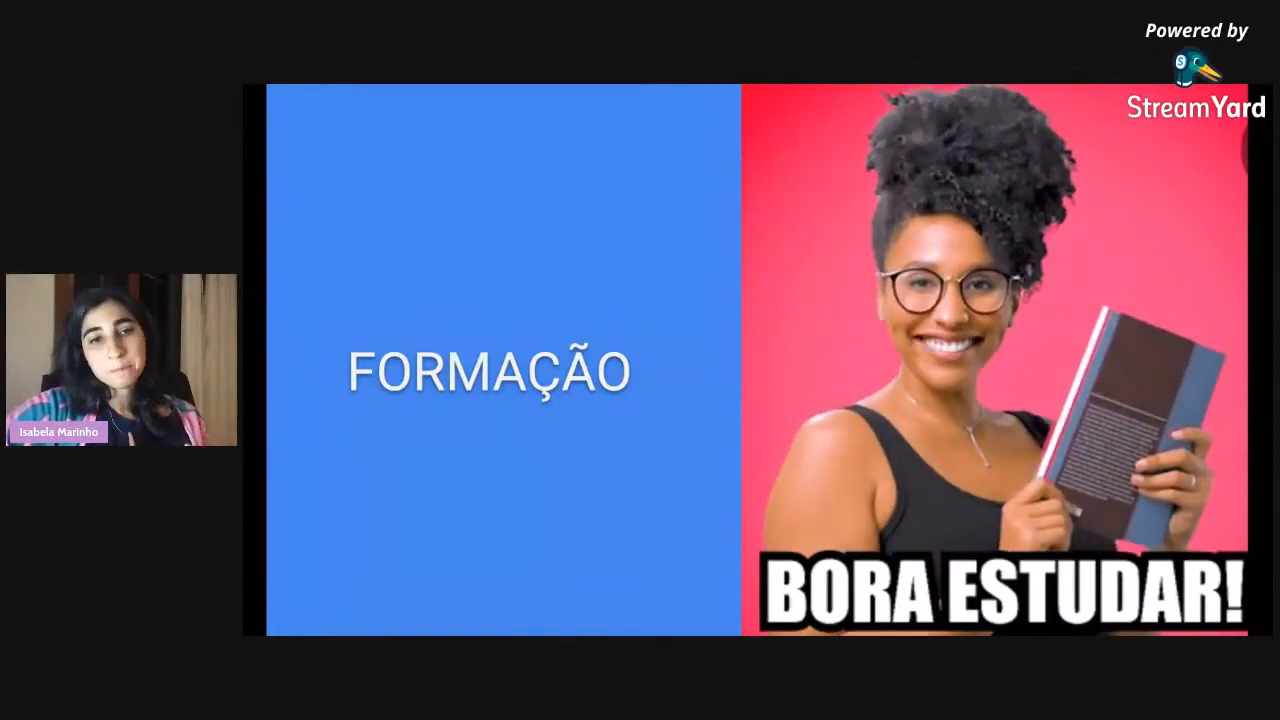 Powered by
StreamYard
FORMAÇÃO
Isabela Marinho
BORA ESTUDAR!